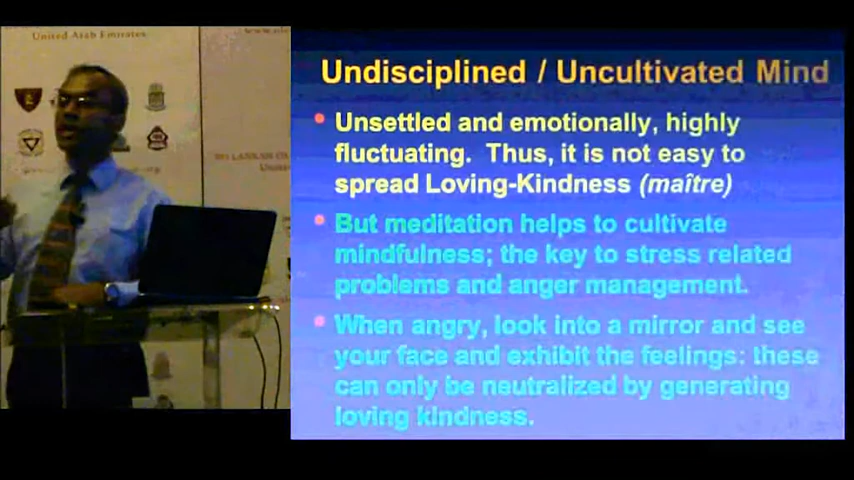 United Arab Emirates
Undisciplined / Uncultivated Mind
Unsettled and emotionally, highly
fluctuating. Thus, it is not easy to
spread Loving-Kindness (maître)
But meditation helps to cultivate
mindfulness; the key to stress related
problems and anger management.
When angry, look into a mirror and see
your face and exhibit the feelings: these
can only be neutralized by generating
loving kindness.